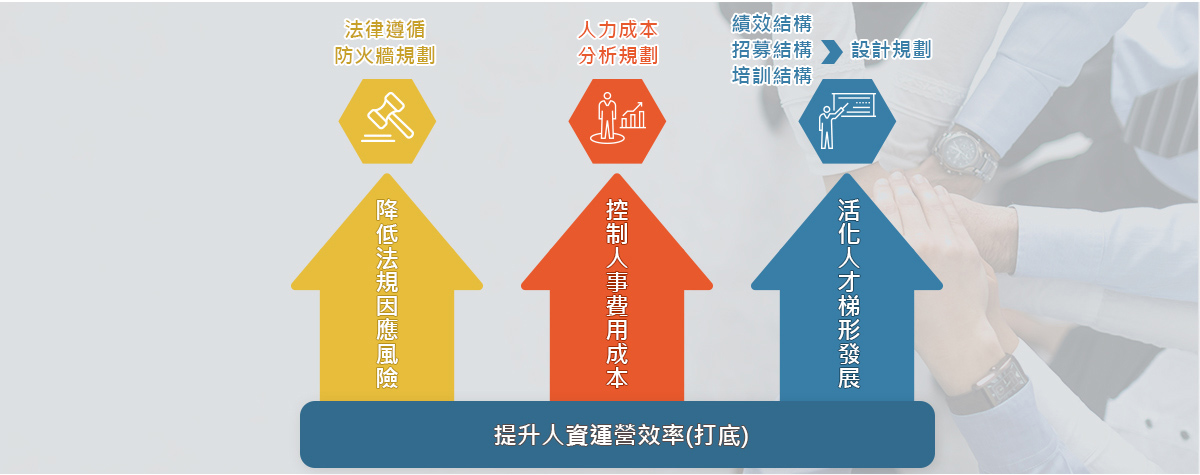 法律遵循
防火牆規劃
人力成本
分析規劃
績效結構
招募結構
培訓結構
設計規劃
降低法規因應風險
控制人事費用成本
活化人才梯形發展
提升人資運營效率(打底)